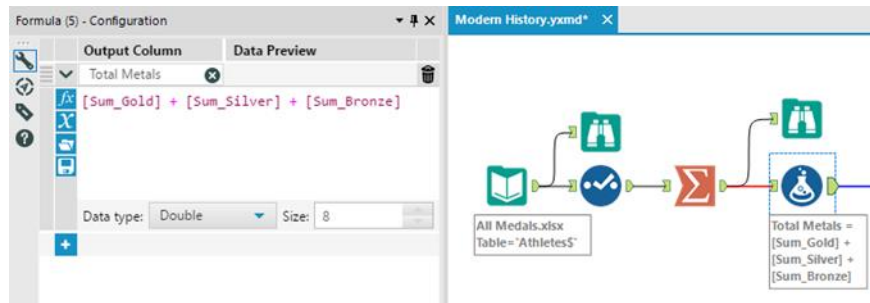 Formula (5) - Configuration
Output Column Data Preview
Total Metals
[Sum_Gold] + [Sum_Silver] + [Sum_Bronze]
Data type: Double Size: 8
Modern History.yxmd*
All Medals.xlsx
Table=`Athletes$`
Total Metals =
[Sum_Gold] +
[Sum_Silver] +
[Sum_Bronze]